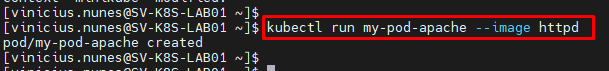 [vinicius.nunes@SV-K8S-LAB01 ~]$
[vinicius.nunes@SV-K8S-LAB01 ~]$ kubectl run my-pod-apache --image httpd
pod/my-pod-apache created
[vinicius.nunes@SV-K8S-LAB01 ~]$